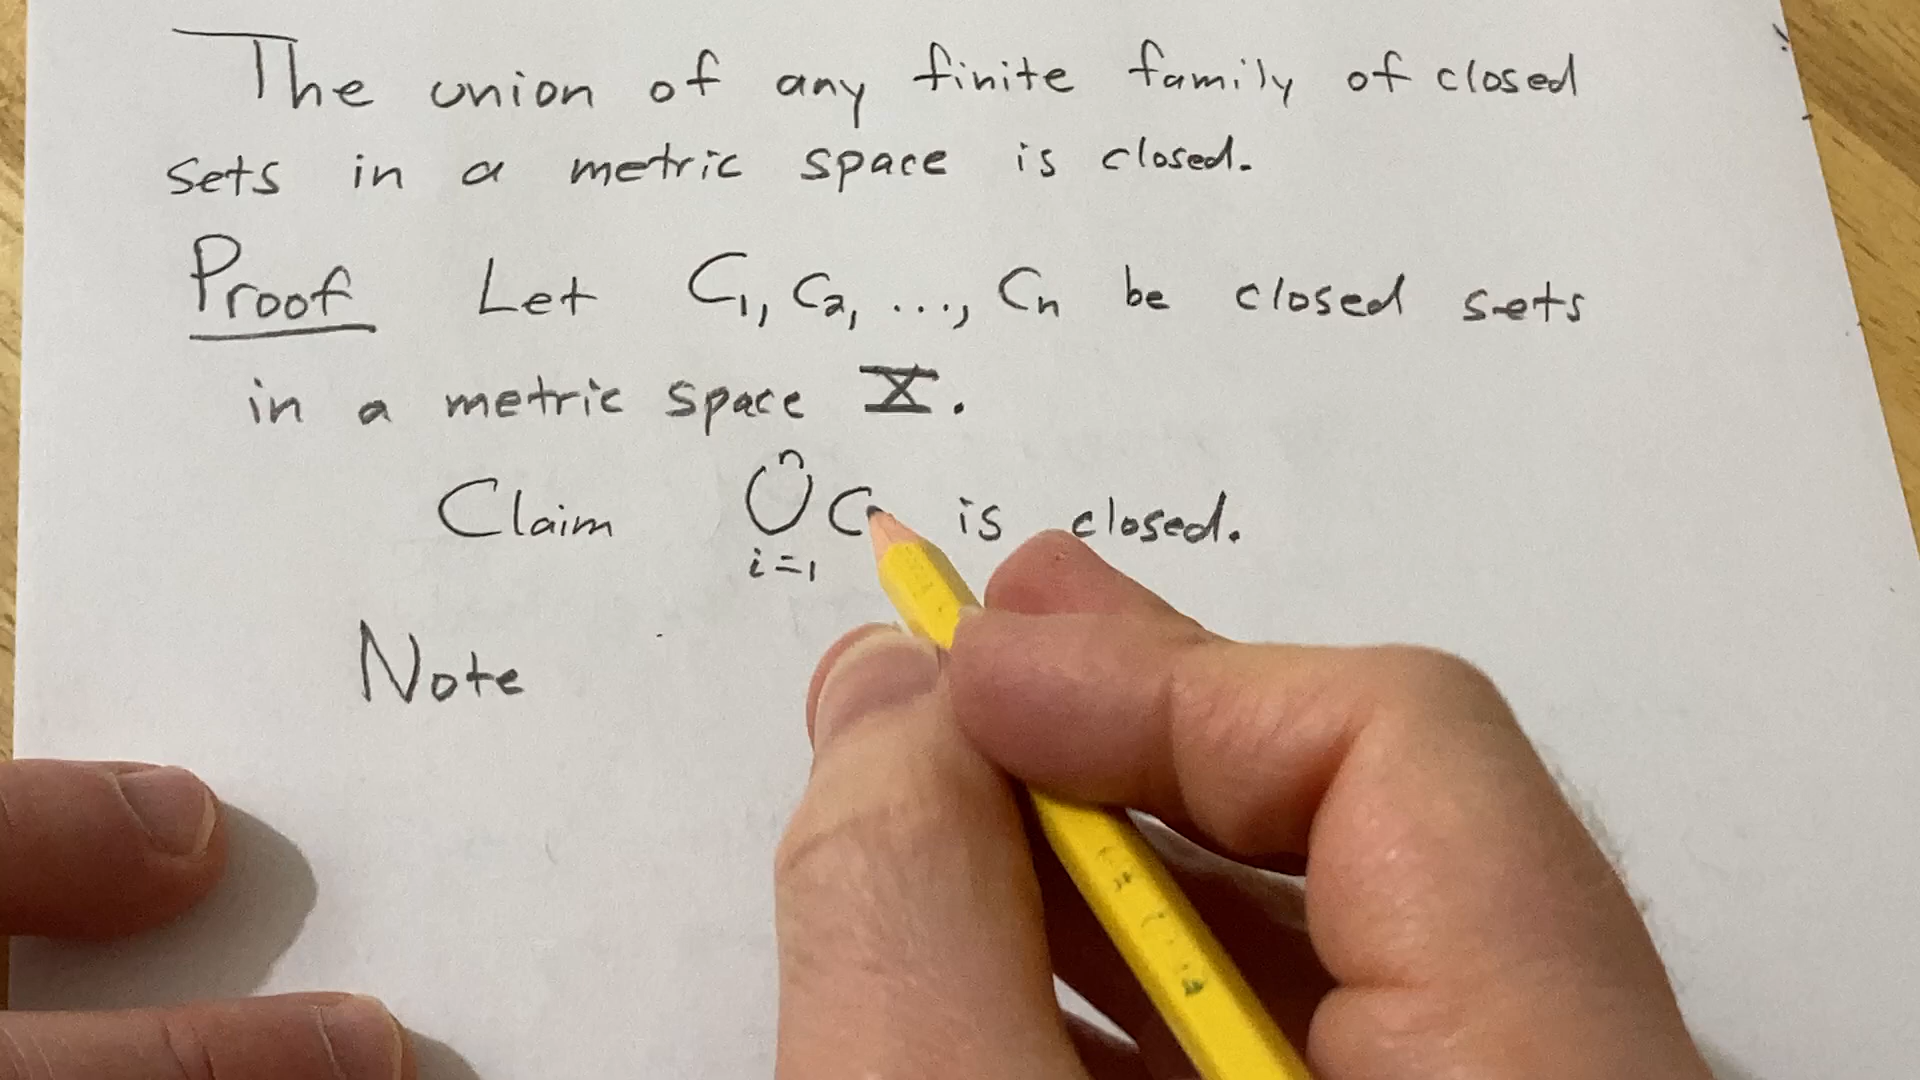 The union of any finite family of closed
sets in a metric space is closed.
Proof Let C₁, C₂, ..., Cₙ be closed sets
in a metric space X.
Claim ⋃ⁿᵢ₌₁ C is closed.
Note